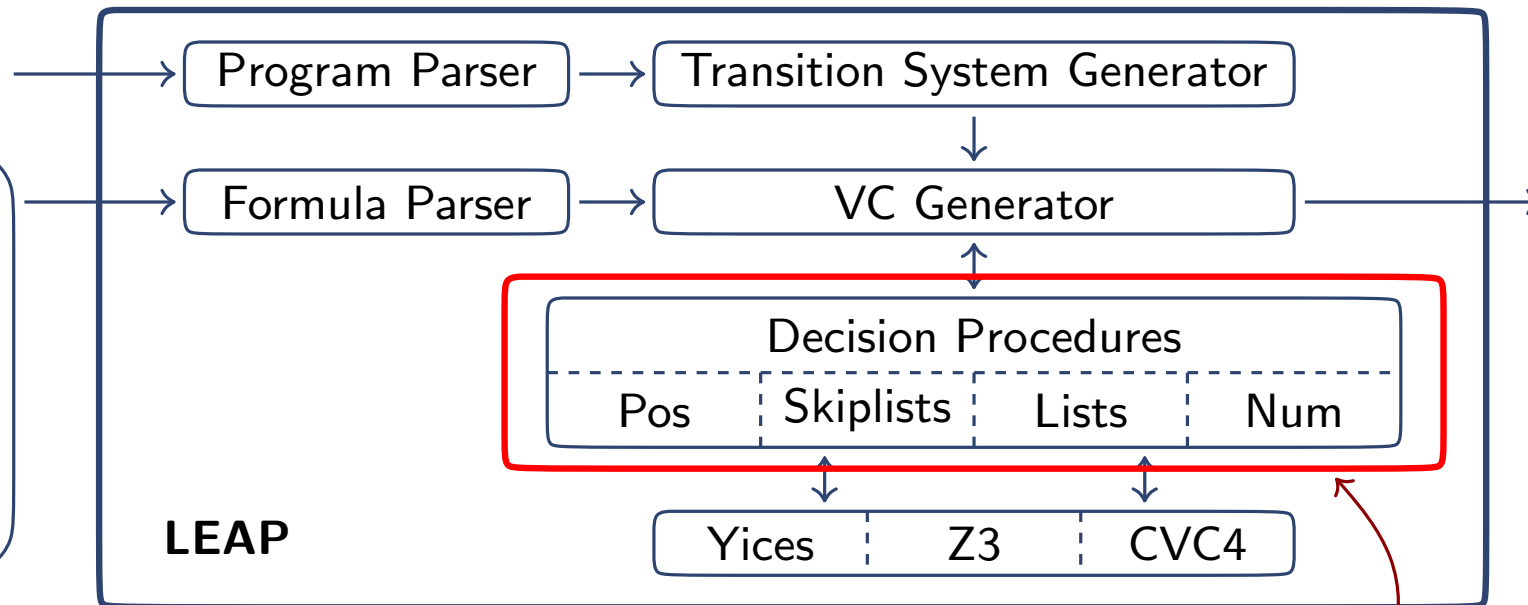 Program Parser
Transition System Generator
Formula Parser
VC Generator
Decision Procedures
Pos
Skiplists
Lists
Num
LEAP
Yices
Z3
CVC4